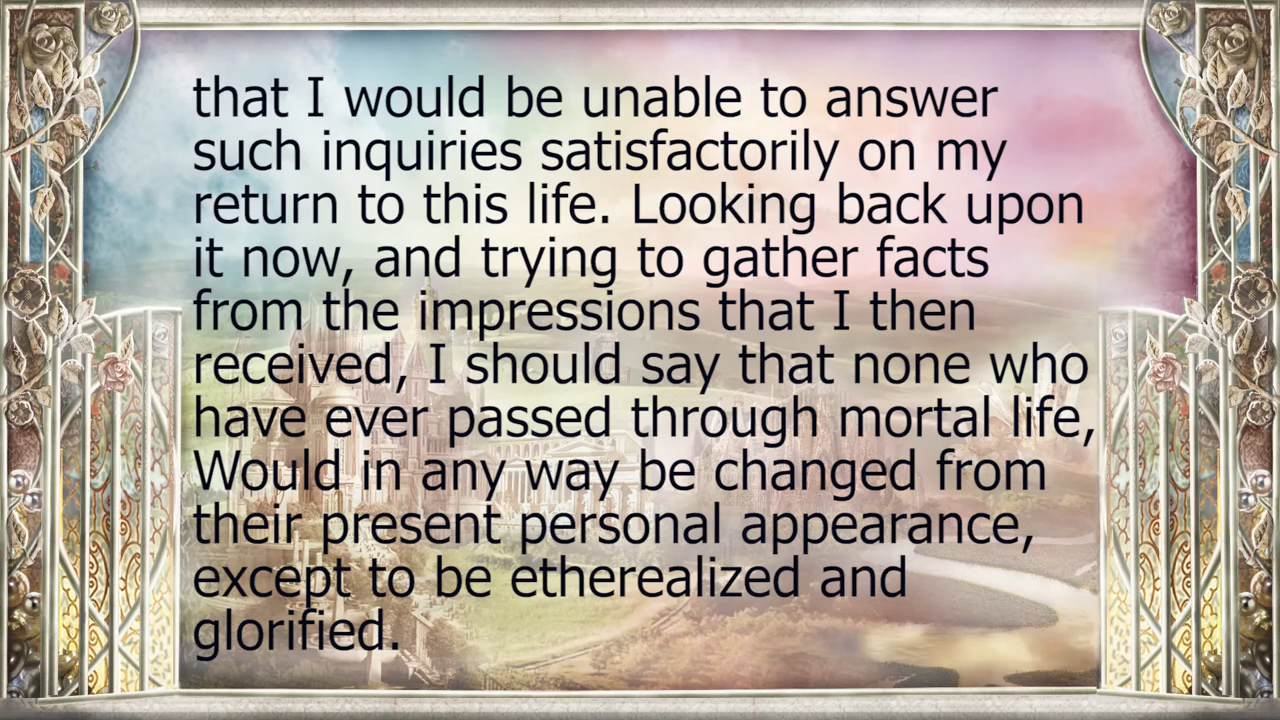 that I would be unable to answer
such inquiries satisfactorily on my
return to this life. Looking back upon
it now, and trying to gather facts
from the impressions that I then
received, I should say that none who
have ever passed through mortal life,
Would in any way be changed from
their present personal appearance,
except to be etherealized and
glorified.